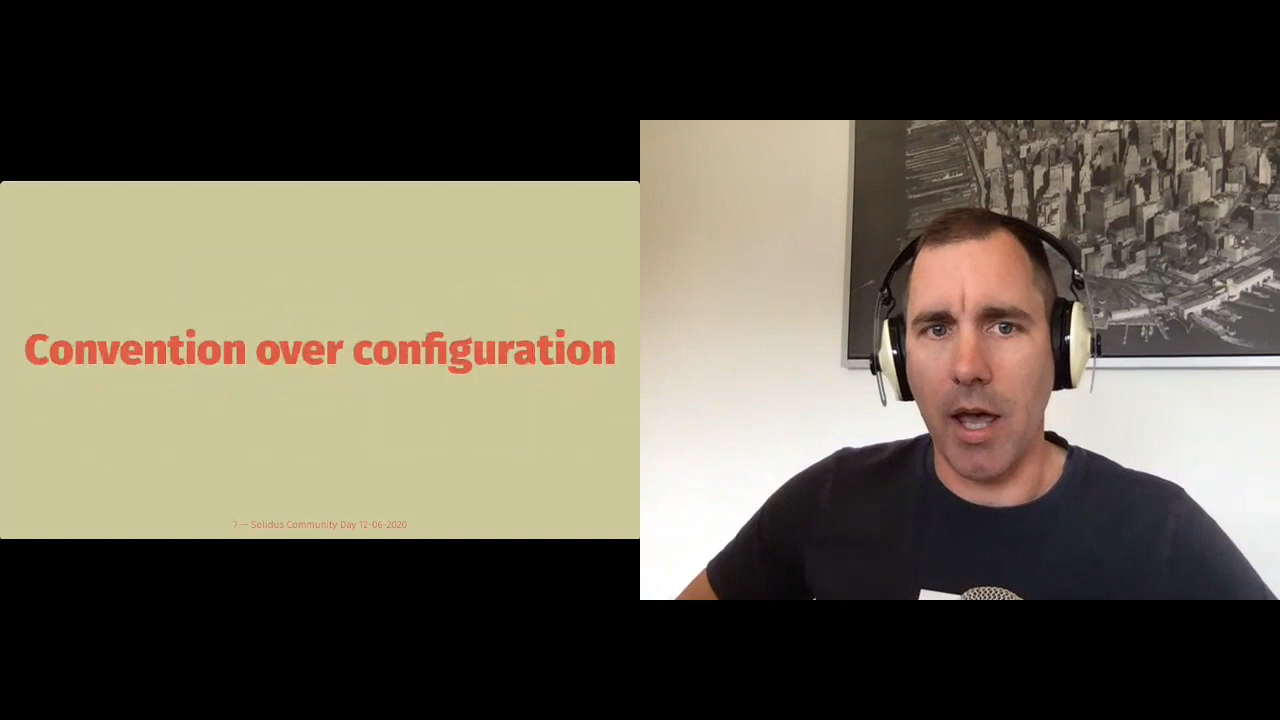 Convention over configuration
7 — Solidus Community Day 12-06-2020